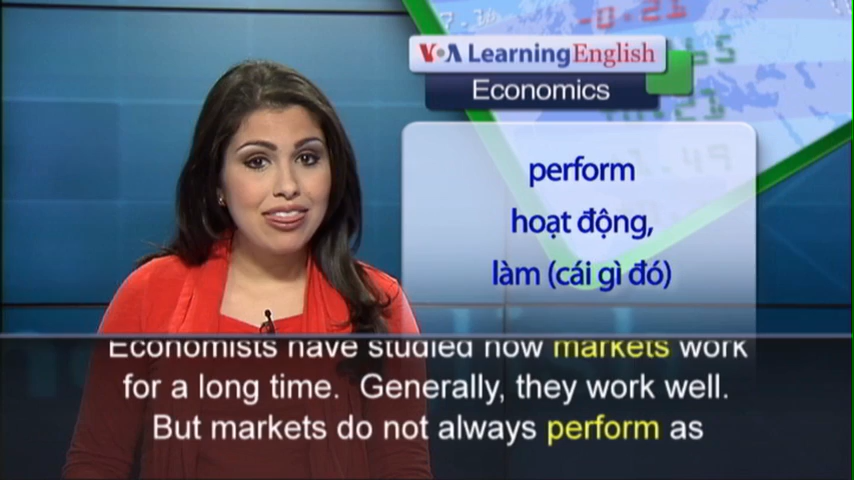 VOA Learning English
Economics
perform
hoạt động,
làm (cái gì đó)
Economists have studied how markets work
for a long time. Generally, they work well.
But markets do not always perform as